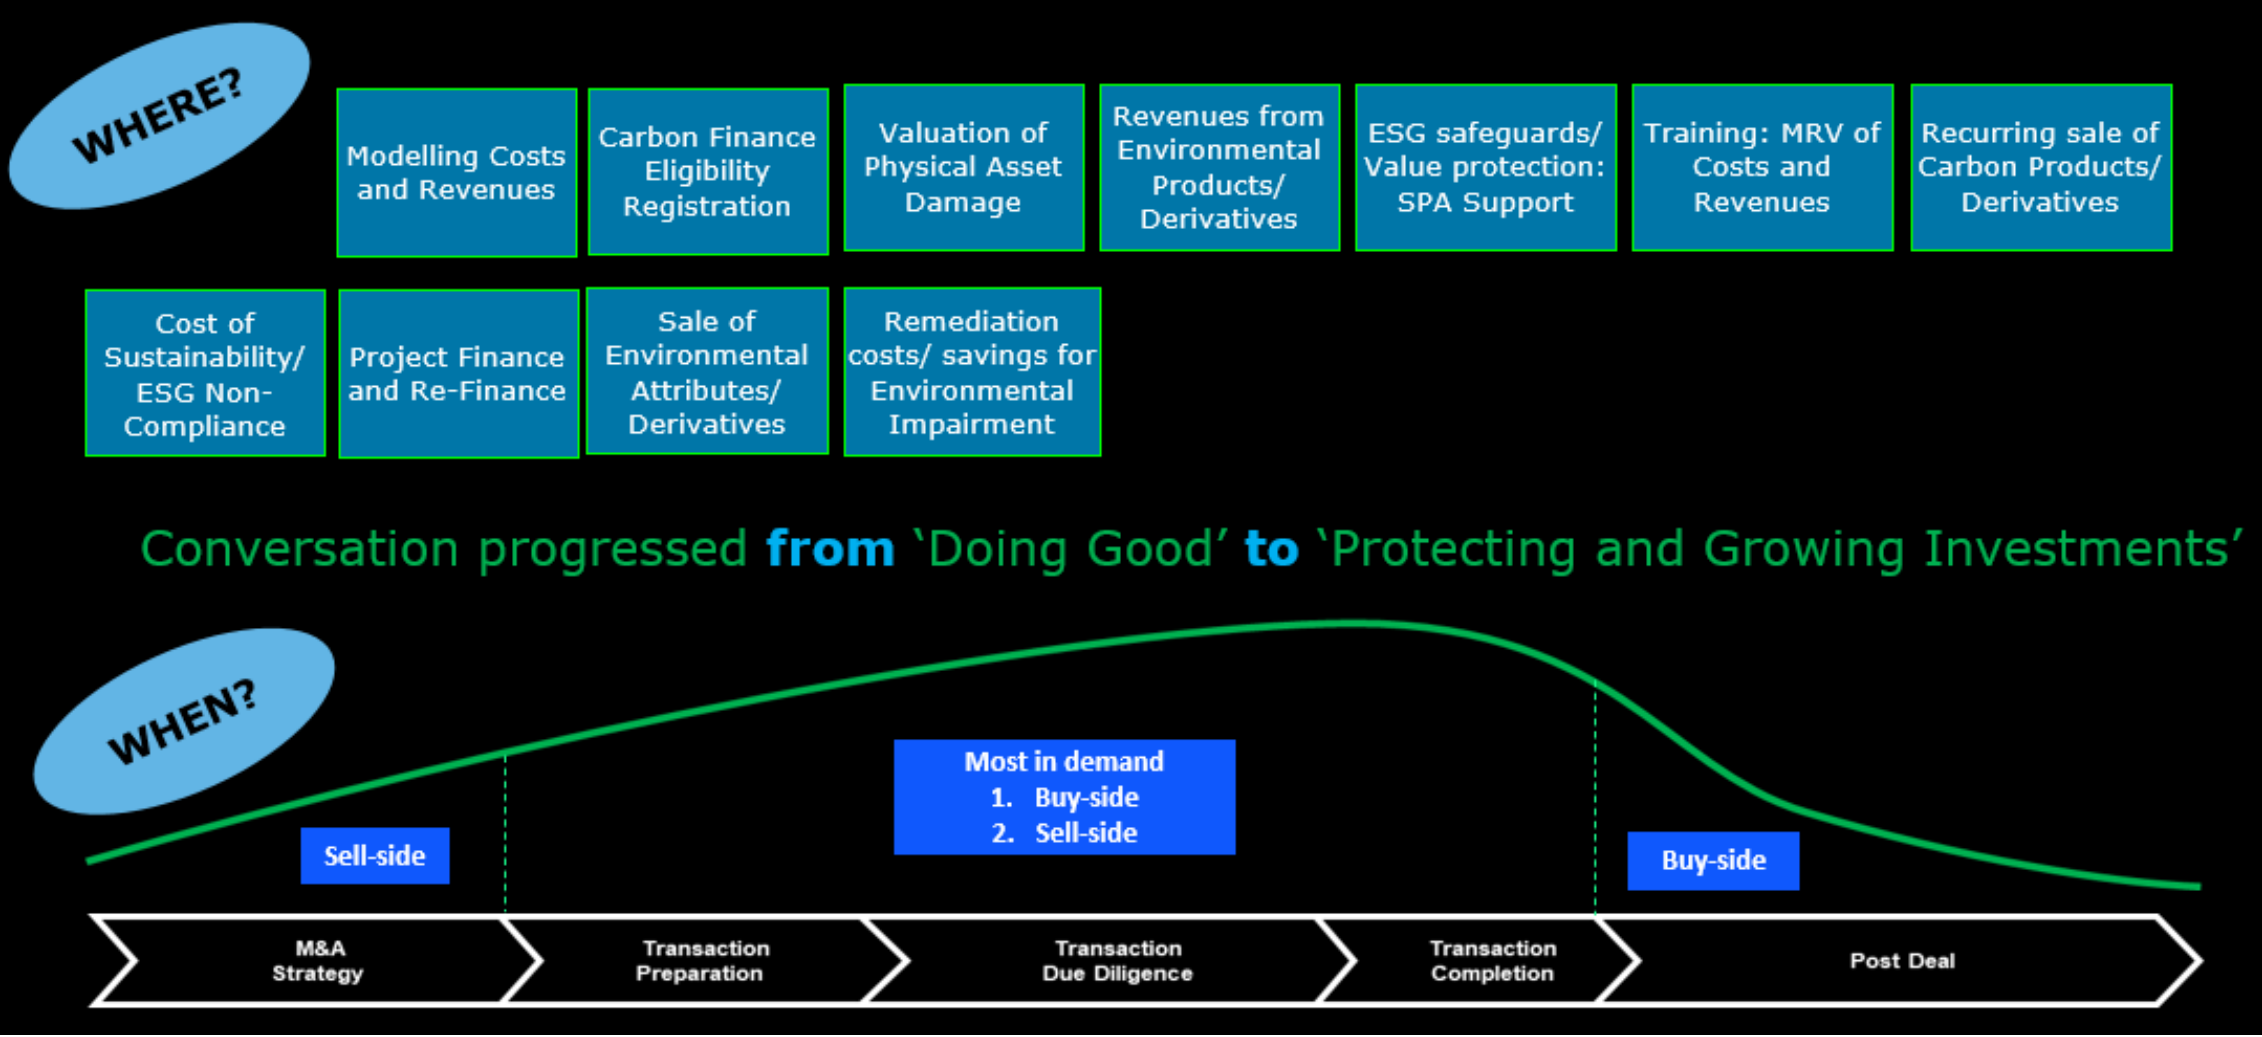 WHERE?
Modelling Costs
and Revenues
Carbon Finance
Eligibility
Registration
Valuation of
Physical Asset
Damage
Revenues from
Environmental
Products/
Derivatives
ESG safeguards/
Value protection:
SPA Support
Training: MRV of
Costs and
Revenues
Recurring sale of
Carbon Products/
Derivatives
Cost of
Sustainability/
ESG Non-
Compliance
Project Finance
and Re-Finance
Sale of
Environmental
Attributes/
Derivatives
Remediation
costs/ savings for
Environmental
Impairment
Conversation progressed from ‘Doing Good’ to ‘Protecting and Growing Investments’
WHEN?
Sell-side
Most in demand
1. Buy-side
2. Sell-side
Buy-side
M&A
Strategy
Transaction
Preparation
Transaction
Due Diligence
Transaction
Completion
Post Deal